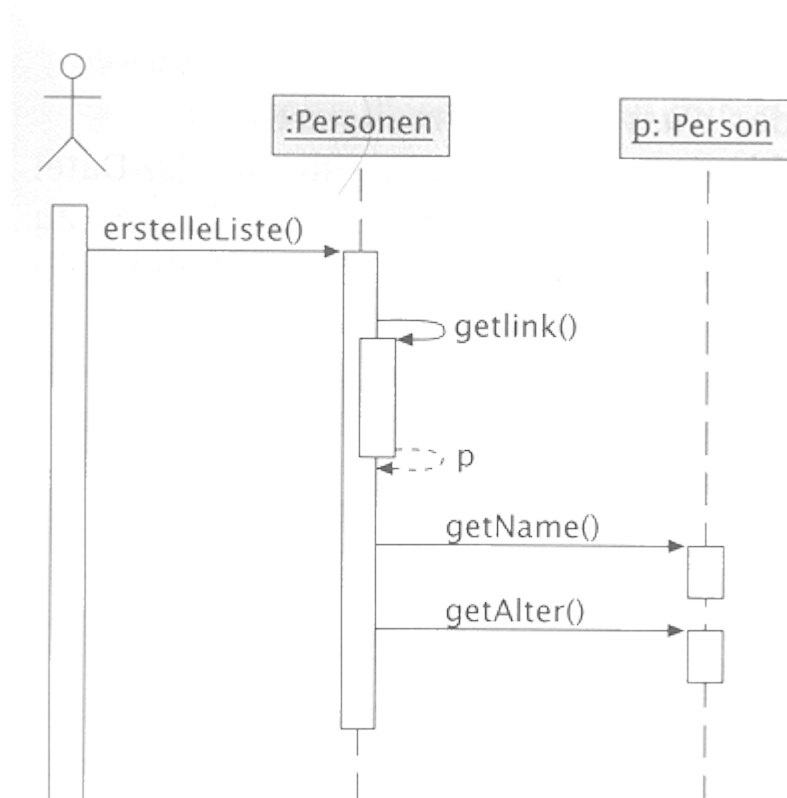 :Personen
p: Person
erstelleListe()
getlink()
p
getName()
getAlter()